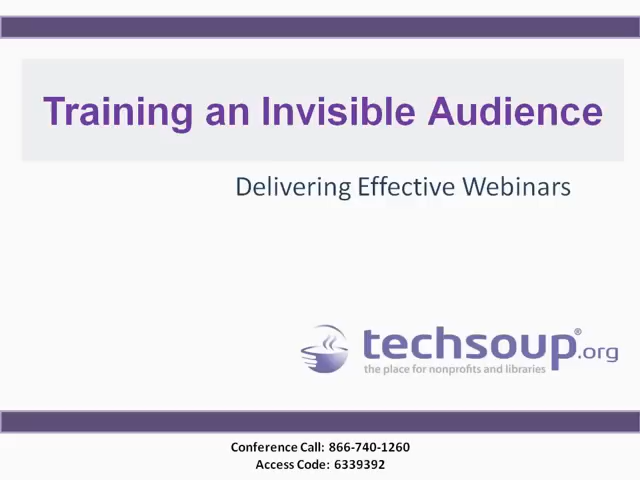 Training an Invisible Audience
Delivering Effective Webinars
techsoup®.org
the place for nonprofits and libraries
Conference Call: 866-740-1260
Access Code: 6339392